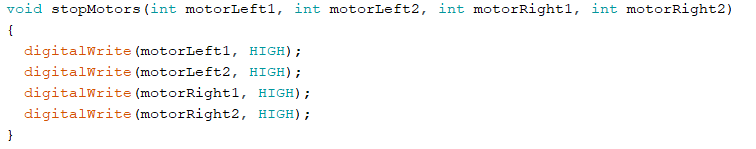 void stopMotors(int motorLeft1, int motorLeft2, int motorRight1, int motorRight2)
{
  digitalWrite(motorLeft1, HIGH);
  digitalWrite(motorLeft2, HIGH);
  digitalWrite(motorRight1, HIGH);
  digitalWrite(motorRight2, HIGH);
}